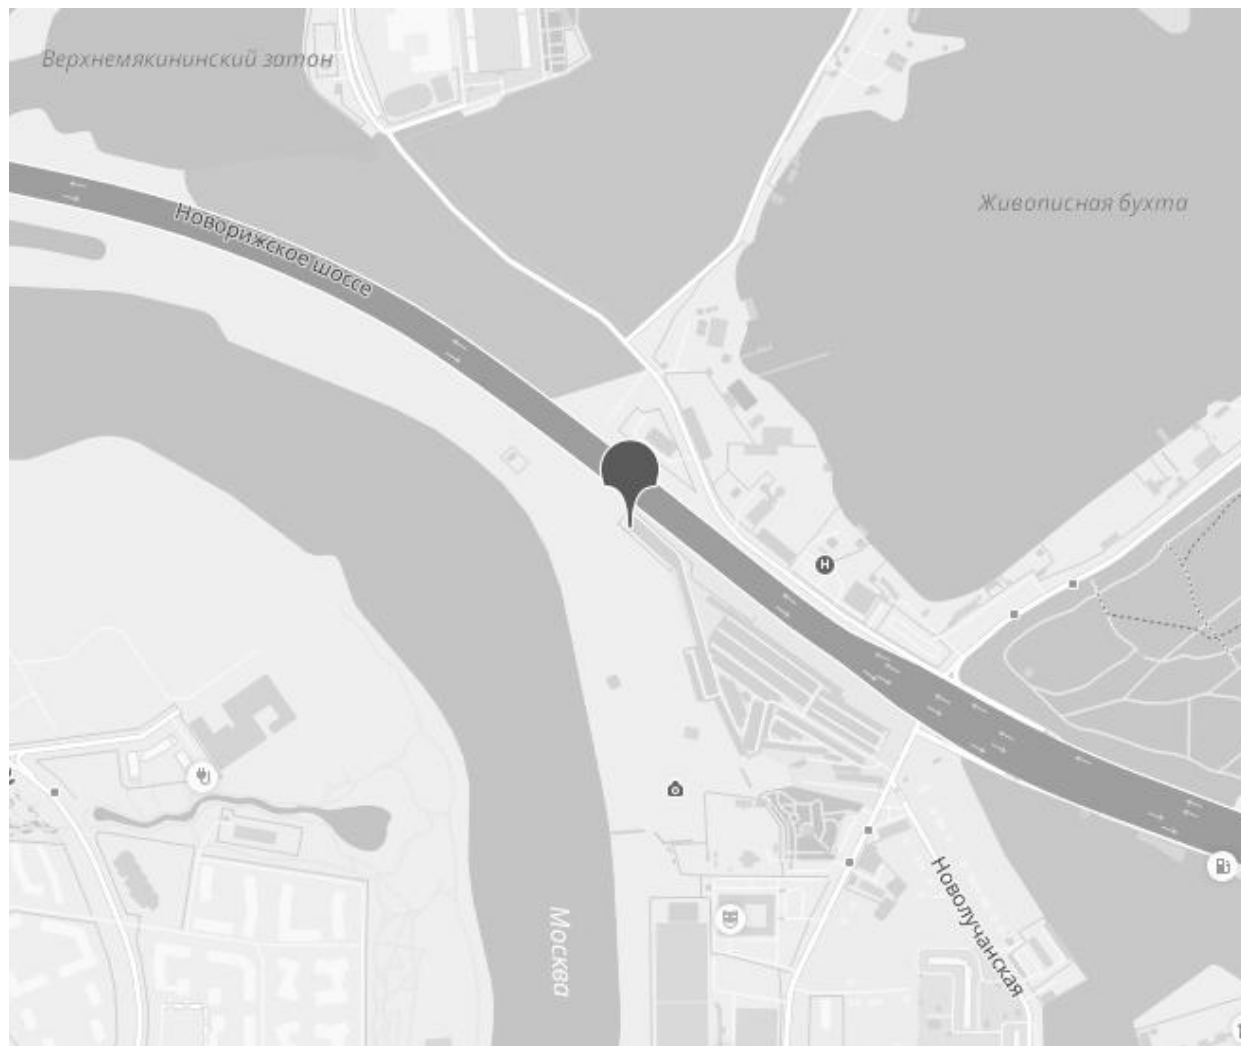 Верхнемякининский затон
Живописная бухта
Новорижское шоссе
H
Новолучанская
Москва